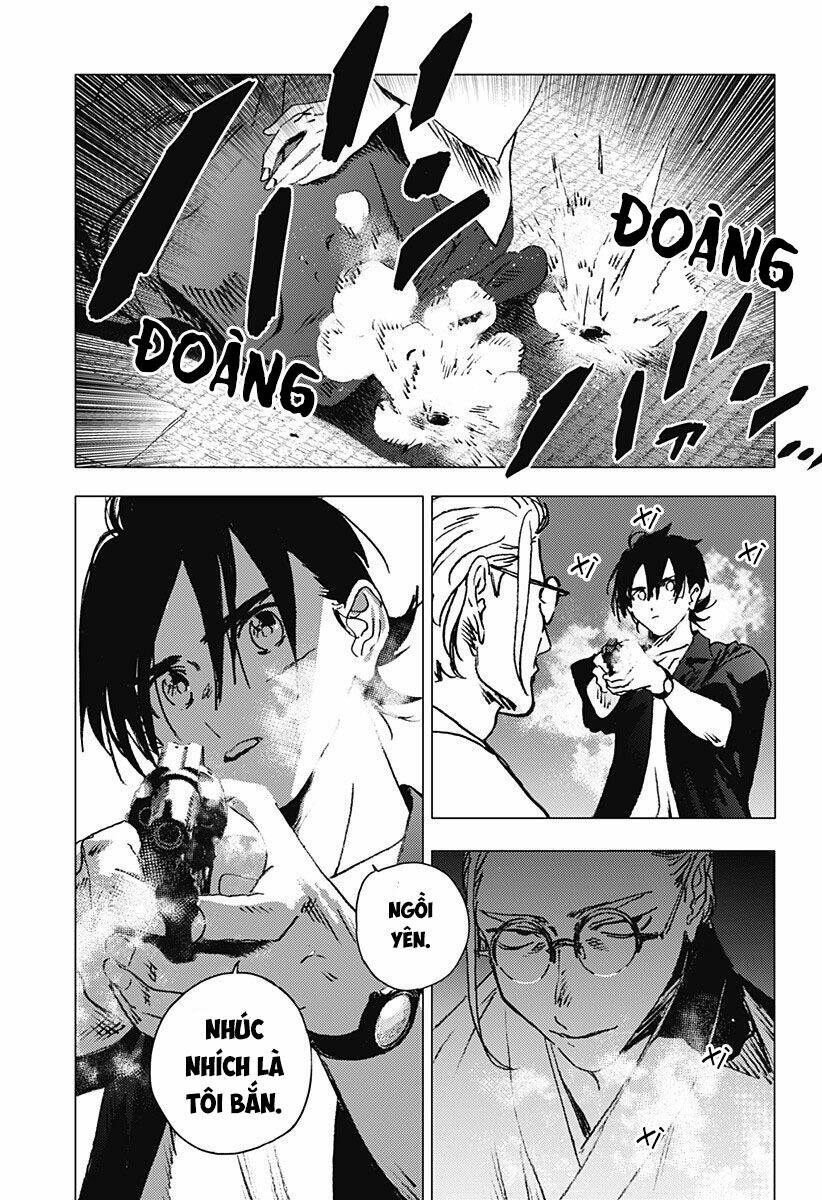 ĐOÀNG
ĐOÀNG
XÌ
XÌ
XÌ
NGỒI
YÊN.
NHÚC
NHÍCH LÀ
TÔI BẮN.
XÌ
XÌ